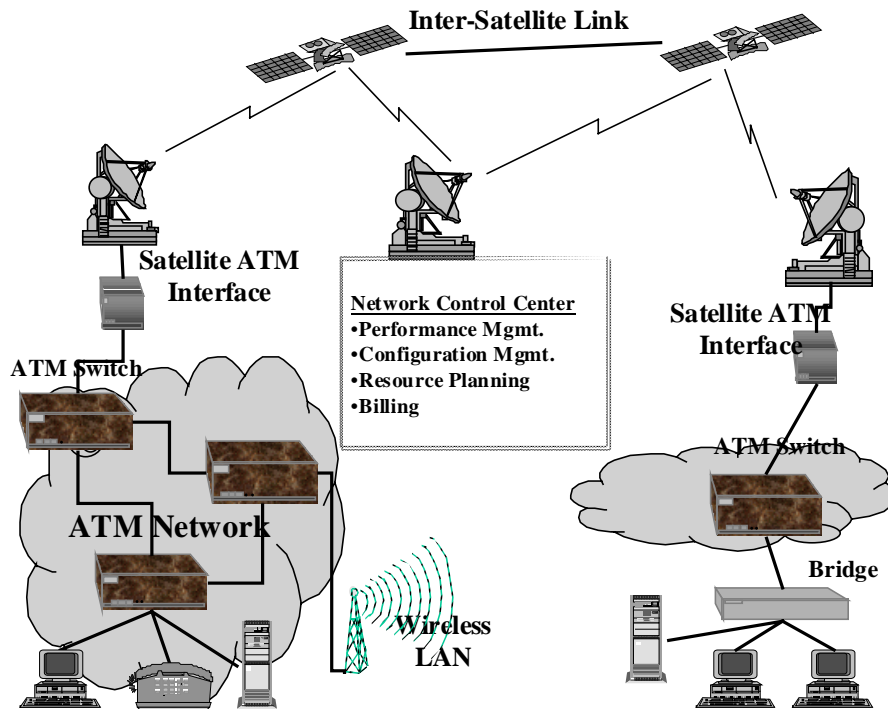 Inter-Satellite Link
Satellite ATM
Interface
Network Control Center
•Performance Mgmt.
•Configuration Mgmt.
•Resource Planning
•Billing
Satellite ATM
Interface
ATM Switch
ATM Switch
ATM Network
Bridge
Wireless
LAN